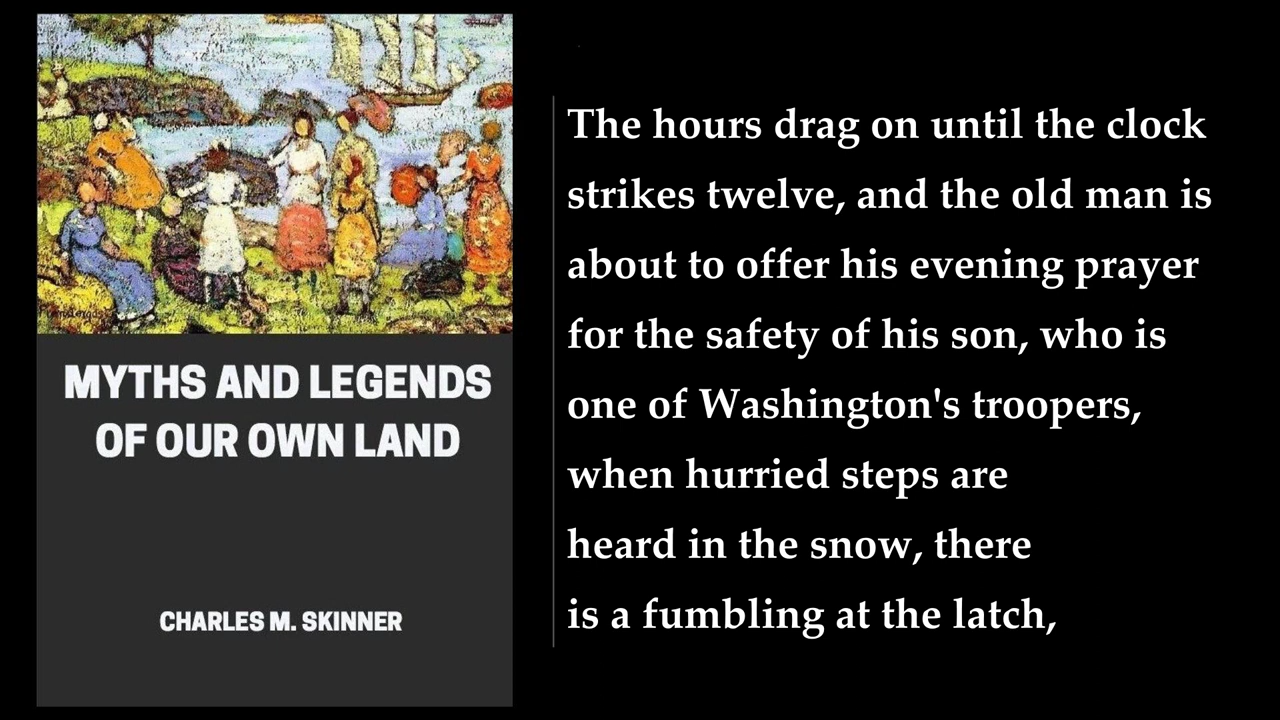 MYTHS AND LEGENDS
OF OUR OWN LAND
CHARLES M. SKINNER
The hours drag on until the clock
strikes twelve, and the old man is
about to offer his evening prayer
for the safety of his son, who is
one of Washington's troopers,
when hurried steps are
heard in the snow, there
is a fumbling at the latch,